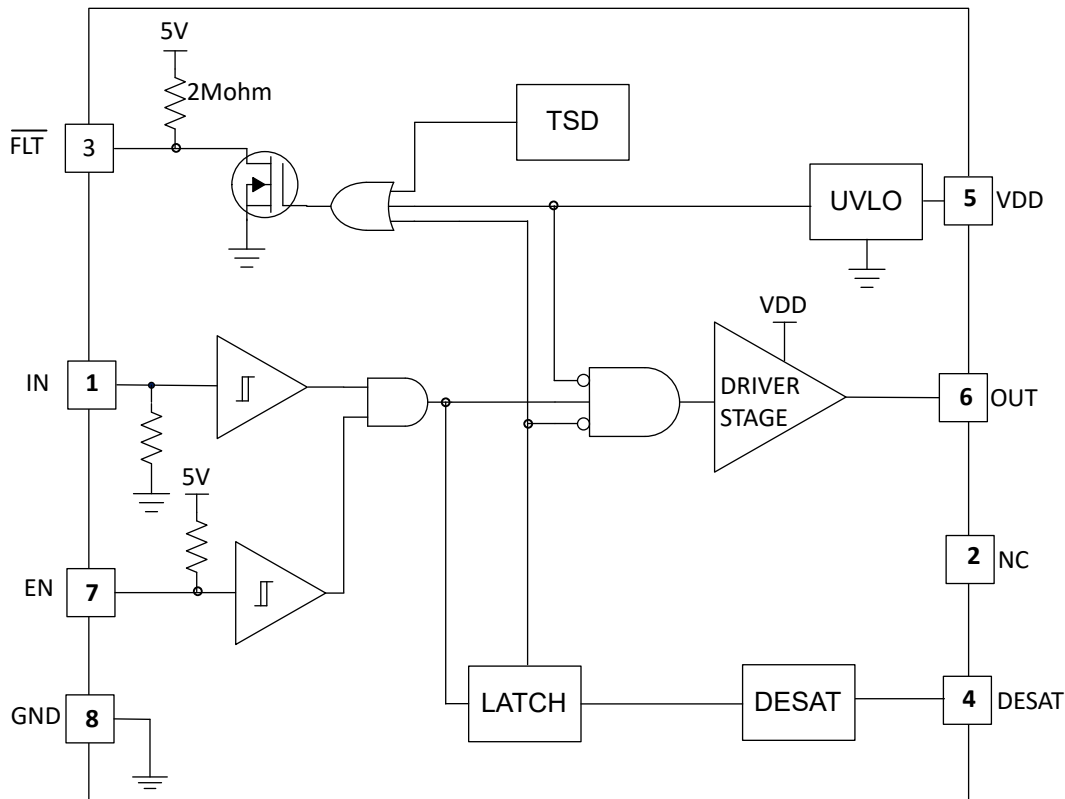 5V
2Mohm
FLT
3
TSD
UVLO
5
VDD
VDD
IN
1
DRIVER
STAGE
6
OUT
5V
2
NC
EN
7
LATCH
DESAT
4
DESAT
GND
8